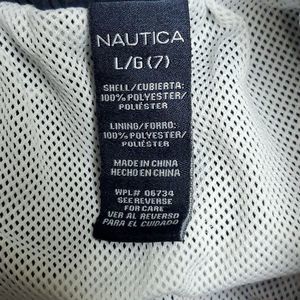 NAUTICA
L/G (7)
SHELL/CUBIERTA:
100% POLYESTER/
POLIÉSTER
LINING/FORRO:
100% POLYESTER/
POLIÉSTER
MADE IN CHINA
HECHO EN CHINA
WPL# 06734
SEE REVERSE
FOR CARE
VER AL REVERSO
PARA EL CUIDADO